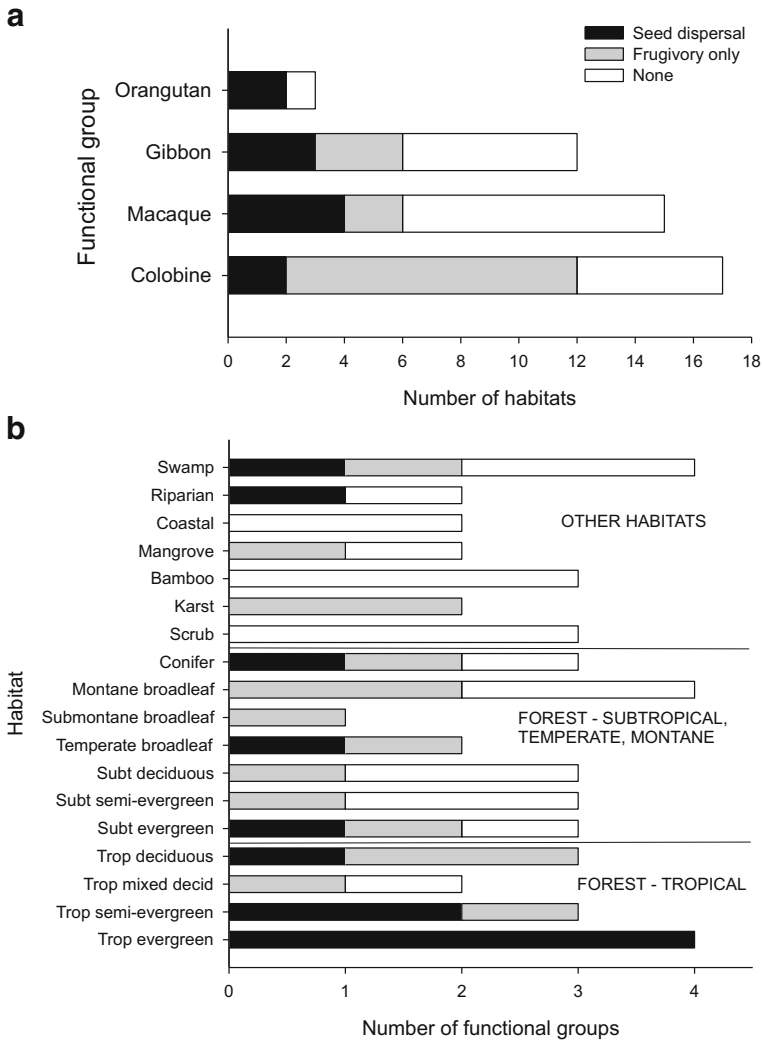 a
Seed dispersal
Frugivory only
None
Functional group
Orangutan
Gibbon
Macaque
Colobine
0 2 4 6 8 10 12 14 16 18
Number of habitats
b
Habitat
Swamp
Riparian
Coastal
OTHER HABITATS
Mangrove
Bamboo
Karst
Scrub
Conifer
Montane broadleaf
Submontane broadleaf
FOREST - SUBTROPICAL,
TEMPERATE, MONTANE
Temperate broadleaf
Subt deciduous
Subt semi-evergreen
Subt evergreen
Trop deciduous
Trop mixed decid
FOREST - TROPICAL
Trop semi-evergreen
Trop evergreen
0 1 2 3 4
Number of functional groups